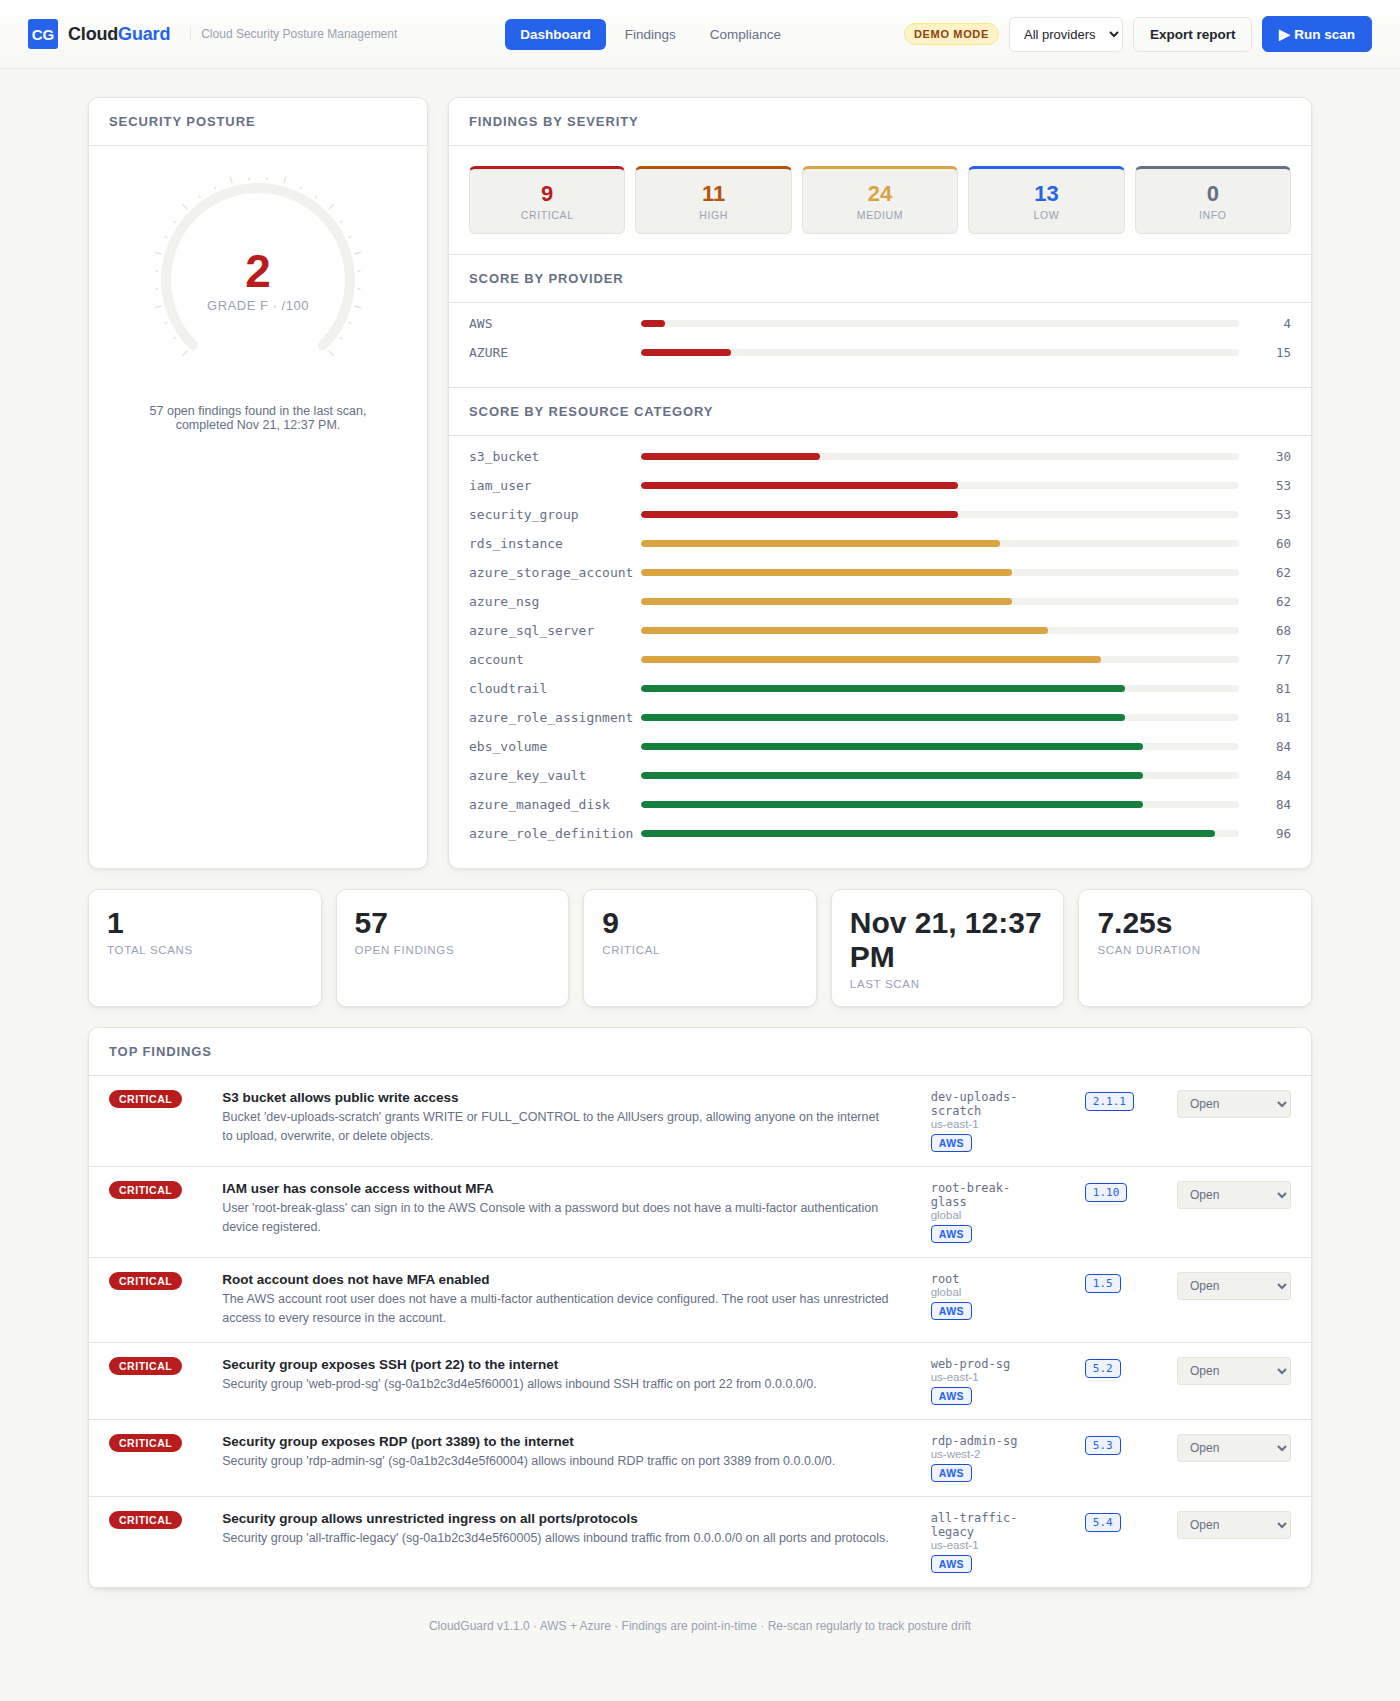 CG CloudGuard Cloud Security Posture Management Dashboard Findings Compliance DEMO MODE All providers Export report ▶ Run scan
SECURITY POSTURE
2
GRADE F · /100
57 open findings found in the last scan,
completed Nov 21, 12:37 PM.
FINDINGS BY SEVERITY
9 11 24 13 0
CRITICAL HIGH MEDIUM LOW INFO
SCORE BY PROVIDER
AWS 4
AZURE 15
SCORE BY RESOURCE CATEGORY
s3_bucket 30
iam_user 53
security_group 53
rds_instance 60
azure_storage_account 62
azure_nsg 62
azure_sql_server 68
account 77
cloudtrail 81
azure_role_assignment 81
ebs_volume 84
azure_key_vault 84
azure_managed_disk 84
azure_role_definition 96
1
TOTAL SCANS
57
OPEN FINDINGS
9
CRITICAL
Nov 21, 12:37
PM
LAST SCAN
7.25s
SCAN DURATION
TOP FINDINGS
CRITICAL
S3 bucket allows public write access
Bucket 'dev-uploads-scratch' grants WRITE or FULL_CONTROL to the AllUsers group, allowing anyone on the internet
to upload, overwrite, or delete objects.
dev-uploads-
scratch
us-east-1
AWS
2.1.1
Open
CRITICAL
IAM user has console access without MFA
User 'root-break-glass' can sign in to the AWS Console with a password but does not have a multi-factor authentication
device registered.
root-break-
glass
global
AWS
1.10
Open
CRITICAL
Root account does not have MFA enabled
The AWS account root user does not have a multi-factor authentication device configured. The root user has unrestricted
access to every resource in the account.
root
global
AWS
1.5
Open
CRITICAL
Security group exposes SSH (port 22) to the internet
Security group 'web-prod-sg' (sg-0a1b2c3d4e5f60001) allows inbound SSH traffic on port 22 from 0.0.0.0/0.
web-prod-sg
us-east-1
AWS
5.2
Open
CRITICAL
Security group exposes RDP (port 3389) to the internet
Security group 'rdp-admin-sg' (sg-0a1b2c3d4e5f60004) allows inbound RDP traffic on port 3389 from 0.0.0.0/0.
rdp-admin-sg
us-west-2
AWS
5.3
Open
CRITICAL
Security group allows unrestricted ingress on all ports/protocols
Security group 'all-traffic-legacy' (sg-0a1b2c3d4e5f60005) allows inbound traffic from 0.0.0.0/0 on all ports and protocols.
all-traffic-
legacy
us-east-1
AWS
5.4
Open
CloudGuard v1.1.0 · AWS + Azure · Findings are point-in-time · Re-scan regularly to track posture drift